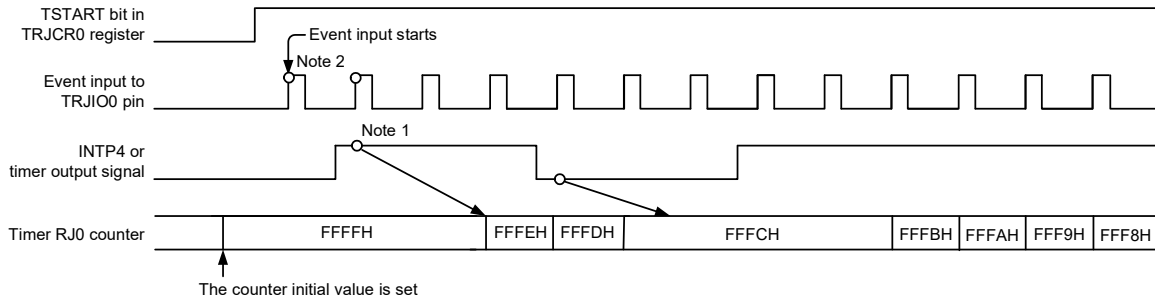 TSTART bit in
TRJCR0 register
Event input starts
Note 2
Event input to
TRJIO0 pin
Note 1
INTP4 or
timer output signal
Timer RJ0 counter
FFFFH
FFFEH
FFFDH
FFFCH
FFFBH
FFFAH
FFF9H
FFF8H
The counter initial value is set